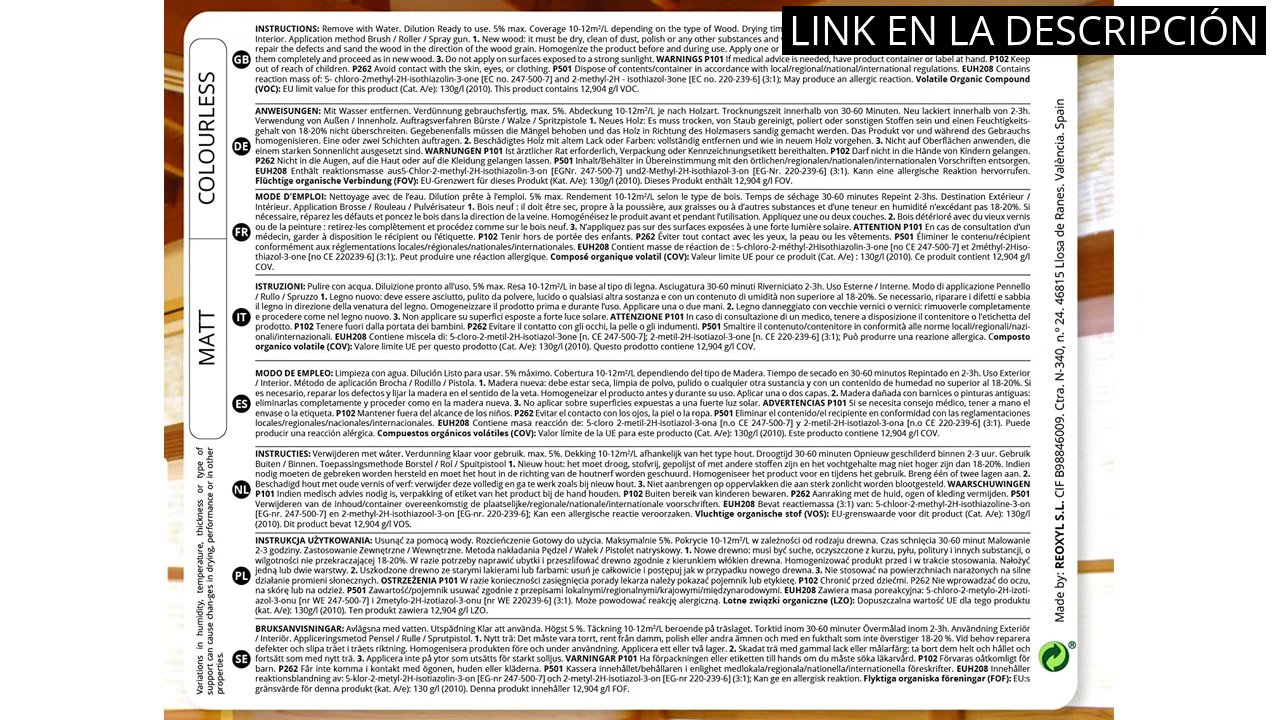 LINK EN LA DESCRIPCIÓN
COLOURLESS
MATT
Variations in humidity, temperature, thickness or type of
support can cause chan-ges in drying, performance or in other
properties.
GB
INSTRUCTIONS: Remove with Water. Dilution Ready to use. 5% max. Coverage 10-12m²/L depending on the type of Wood. Drying
Interior. Application method Brush / Roller / Spray gun. 1. New wood: it must be dry, clean of dust, polish or any other substances and
repair the defects and sand the wood in the direction of the wood grain. Homogenize the product before and during use. Apply one or
them completely and proceed as in new wood. 3. Do not apply on surfaces exposed to a strong sunlight. WARNINGS P101 If medical advice is needed, have product container or label at hand. P102 Keep
out of reach of children. P262 Avoid contact with the skin, eyes, or clothing. P501 Dispose of contents/container in accordance with local/regional/national/international regulations. EUH208 Contains
reaction mass of: 5- chloro-2methyl-2H-isothiazolin-3-one [EC no. 247-500-7] and 2-methyl-2H - isothiazol-3one [EC no. 220-239-6] (3:1); May produce an allergic reaction. Volatile Organic Compound
(VOC): EU limit value for this product (Cat. A/e): 130g/l (2010). This product contains 12,904 g/l VOC.
DE
ANWEISUNGEN: Mit Wasser entfernen. Verdünnung gebrauchsfertig, max. 5%. Abdeckung 10-12m²/L je nach Holzart. Trocknungszeit innerhalb von 30-60 Minuten. Neu lackiert innerhalb von 2-3h.
Verwendung von Außen / Innenholz. Auftragsverfahren Bürste / Walze / Spritzpistole 1. Neues Holz: Es muss trocken, von Staub gereinigt, poliert oder sonstigen Stoffen sein und einen Feuchtigkeits-
gehalt von 18-20% nicht überschreiten. Gegebenenfalls müssen die Mängel behoben und das Holz in Richtung des Holzmasers sandig gemacht werden. Das Produkt vor und während des Gebrauchs
homogenisieren. Eine oder zwei Schichten auftragen. 2. Beschädigtes Holz mit altem Lack oder Farben: vollständig entfernen und wie in neuem Holz vorgehen. 3. Nicht auf Oberflächen anwenden, die
einem starken Sonnenlicht ausgesetzt sind. WARNUNGEN P101 Ist ärztlicher Rat erforderlich, Verpackung oder Kennzeichnungsetikett bereithalten. P102 Darf nicht in die Hände von Kindern gelangen.
P262 Nicht in die Augen, auf die Haut oder auf die Kleidung gelangen lassen. P501 Inhalt/Behälter in Übereinstimmung mit den örtlichen/regionalen/nationalen/internationalen Vorschriften entsorgen.
EUH208 Enthält reaktionsmasse aus5-Chlor-2-methyl-2H-isothiazolin-3-on [EGNr. 247-500-7] und2-Methyl-2H-isothiazol-3-on [EG-Nr. 220-239-6] (3:1). Kann eine allergische Reaktion hervorrufen.
Flüchtige organische Verbindung (FOV): EU-Grenzwert für dieses Produkt (Kat. A/e): 130g/l (2010). Dieses Produkt enthält 12,904 g/l FOV.
FR
MODE D'EMPLOI: Nettoyage avec de l'eau. Dilution prête à l'emploi. 5% max. Rendement 10-12m²/L selon le type de bois. Temps de séchage 30-60 minutes Repeint 2-3hs. Destination Extérieur /
Intérieur. Application Brosse / Rouleau / Pulvérisateur 1. Bois neuf : il doit être sec, propre à la poussière, aux graisses ou à d'autres substances et d'une teneur en humidité n'excédant pas 18-20%. Si
nécessaire, réparez les défauts et poncez le bois dans la direction de la veine. Homogénéisez le produit avant et pendant l'utilisation. Appliquez une ou deux couches. 2. Bois détérioré avec du vieux vernis
ou de la peinture : retirez-les complètement et procédez comme sur le bois neuf. 3. N'appliquez pas sur des surfaces exposées à une forte lumière solaire. ATTENTION P101 En cas de consultation d'un
médecin, garder à disposition le récipient ou l'étiquette. P102 Tenir hors de portée des enfants. P262 Éviter tout contact avec les yeux, la peau ou les vêtements. P501 Éliminer le contenu/récipient
conformément aux réglementations locales/régionales/nationales/internationales. EUH208 Contient masse de réaction de : 5-chloro-2-méthyl-2Hisothiazolin-3-one [no CE 247-500-7] et 2méthyl-2Hiso-
thiazol-3-one [no CE 220239-6] (3:1);. Peut produire une réaction allergique. Composé organique volatil (COV): Valeur limite UE pour ce produit (Cat. A/e) : 130g/l (2010). Ce produit contient 12,904 g/l
COV.
IT
ISTRUZIONI: Pulire con acqua. Diluizione pronto all'uso. 5% max. Resa 10-12m²/L in base al tipo di legna. Asciugatura 30-60 minuti Riverniciato 2-3h. Uso Esterne / Interne. Modo di applicazione Pennello
/ Rullo / Spruzzo 1. Legno nuovo: deve essere asciutto, pulito da polvere, lucido o qualsiasi altra sostanza e con un contenuto di umidità non superiore al 18-20%. Se necessario, riparare i difetti e sabbia
il legno in direzione della venatura del legno. Omogeneizzare il prodotto prima e durante l'uso. Applicare una o due mani. 2. Legno danneggiato con vecchie vernici o vernici: rimuoverle completamente
e procedere come nel legno nuovo. 3. Non applicare su superfici esposte a forte luce solare. ATTENZIONE P101 In caso di consultazione di un medico, tenere a disposizione il contenitore o l'etichetta del
prodotto. P102 Tenere fuori dalla portata dei bambini. P262 Evitare il contatto con gli occhi, la pelle o gli indumenti. P501 Smaltire il contenuto/contenitore in conformità alle norme locali/regionali/nazi-
onali/internazionali. EUH208 Contiene miscela di: 5-cloro-2-metil-2H-isotiazol-3one [n. CE 247-500-7]; 2-metil-2H-isotiazol-3-one [n. CE 220-239-6] (3:1); Può produrre una reazione allergica. Composto
organico volatile (COV): Valore limite UE per questo prodotto (Cat. A/e): 130g/l (2010). Questo prodotto contiene 12,904 g/l COV.
ES
MODO DE EMPLEO: Limpieza con agua. Dilución Listo para usar. 5% máximo. Cobertura 10-12m²/L dependiendo del tipo de Madera. Tiempo de secado en 30-60 minutos Repintado en 2-3h. Uso Exterior
/ Interior. Método de aplicación Brocha / Rodillo / Pistola. 1. Madera nueva: debe estar seca, limpia de polvo, pulido o cualquier otra sustancia y con un contenido de humedad no superior al 18-20%. Si
es necesario, repare los defectos y lijar la madera en el sentido de la veta. Homogeneizar el producto antes y durante su uso. Aplicar una o dos capas. 2. Madera dañada con barnices o pinturas antiguas:
eliminarlas completamente y proceder como en la madera nueva. 3. No aplicar sobre superficies expuestas a una fuerte luz solar. ADVERTENCIAS P101 Si se necesita consejo médico, tener a mano el
envase o la etiqueta. P102 Mantener fuera del alcance de los niños. P262 Evitar el contacto con los ojos, la piel o la ropa. P501 Eliminar el contenido/el recipiente en conformidad con las reglamentaciones
locales/regionales/nacionales/internacionales. EUH208 Contiene masa reacción de: 5-cloro 2-metil-2H-isotiazol-3-ona [n.o CE 247-500-7] y 2-metil-2H-isotiazol-3-ona [n.o CE 220-239-6] (3:1). Puede
producir una reacción alérgica. Compuestos orgánicos volátiles (COV): Valor límite de la UE para este producto (Cat. A/e): 130g/l (2010). Este producto contiene 12,904 g/l COV.
NL
INSTRUCTIES: Verwijderen met wáter. Verdunning klaar voor gebruik. max. 5%. Dekking 10-12m²/L afhankelijk van het type hout. Droogtijd 30-60 minuten Opnieuw geschilderd binnen 2-3 uur. Gebruik
Buiten / Binnen. Toepassingsmethode Borstel / Rol / Spuitpistool 1. Nieuw hout: het moet droog, stofvrij, gepolijst of met andere stoffen zijn en het vochtgehalte mag niet hoger zijn dan 18-20%. Indien
nodig moeten de gebreken worden hersteld en moet het hout in de richting van de houtnerf worden geschuurd. Homogeniseer het product voor en tijdens het gebruik. Breng één of twee lagen aan. 2.
Beschadigd hout met oude vernis of verf: verwijder deze volledig en ga te werk zoals bij nieuw hout. 3. Niet aanbrengen op oppervlakken die aan sterk zonlicht worden blootgesteld. WAARSCHUWINGEN
P101 Indien medisch advies nodig is, verpakking of etiket van het product bij de hand houden. P102 Buiten bereik van kinderen bewaren. P262 Aanraking met de huid, ogen of kleding vermijden. P501
Verwijderen van de inhoud/container overeenkomstig de plaatselijke/regionale/nationale/internationale voorschriften. EUH208 Bevat reactiemassa (3:1) van: 5-chloor-2-methyl-2H-isothiazoline-3-on
[EG-nr. 247-500-7] en 2-methyl-2H-isothiazool-3-on [EG-nr. 220-239-6]; Kan een allergische reactie veroorzaken. Vluchtige organische stof (VOS): EU-grenswaarde voor dit product (Cat. A/e): 130g/l
(2010). Dit product bevat 12,904 g/l VOS.
PL
INSTRUKCJA UŻYTKOWANIA: Usunąć za pomocą wody. Rozcieńczenie Gotowy do użycia. Maksymalnie 5%. Pokrycie 10-12m²/L w zależności od rodzaju drewna. Czas schnięcia 30-60 minut Malowanie
2-3 godziny. Zastosowanie Zewnętrzne / Wewnętrzne. Metoda nakładania Pędzel / Wałek / Pistolet natryskowy. 1. Nowe drewno: musi być suche, oczyszczone z kurzu, pyłu, politury i innych substancji, o
wilgotności nie przekraczającej 18-20%. W razie potrzeby naprawić ubytki i przeszlifować drewno zgodnie z kierunkiem włókien drewna. Homogenizować produkt przed i w trakcie stosowania. Nałożyć
jedną lub dwie warstwy. 2. Uszkodzone drewno ze starymi lakierami lub farbami: usuń je całkowicie i postępuj jak w przypadku nowego drewna. 3. Nie stosować na powierzchniach narażonych na silne
działanie promieni słonecznych. OSTRZEŻENIA P101 W razie konieczności zasięgnięcia porady lekarza należy pokazać pojemnik lub etykietę. P102 Chronić przed dziećmi. P262 Nie wprowadzać do oczu,
na skórę lub na odzież. P501 Zawartość/pojemnik usuwać zgodnie z przepisami lokalnymi/regionalnymi/krajowymi/międzynarodowymi. EUH208 Zawiera masa poreakcyjna: 5-chloro-2-metylo-2H-izoti-
azol-3-onu [nr WE 247-500-7] i 2metylo-2H-izotiazol-3-onu [nr WE 220239-6] (3:1). Może powodować reakcję alergiczną. Lotne związki organiczne (LZO): Dopuszczalna wartość UE dla tego produktu
(kat. A/e): 130g/l (2010). Ten produkt zawiera 12,904 g/l LZO.
SE
BRUKSANVISNINGAR: Avlägsna med vatten. Utspädning Klar att använda. Högst 5 %. Täckning 10-12m²/L beroende på träslaget. Torktid inom 30-60 minuter Övermålad inom 2-3h. Användning Exteriör
/ Interiör. Appliceringsmetod Pensel / Rulle / Sprutpistol. 1. Nytt trä: Det måste vara torrt, rent från damm, polish eller andra ämnen och med en fukthalt som inte överstiger 18-20 %. Vid behov reparera
defekter och slipa träet i träets riktning. Homogenisera produkten före och under användning. Applicera ett eller två lager. 2. Skadat trä med gammal lack eller målarfärg: ta bort dem helt och hållet och
fortsätt som med nytt trä. 3. Applicera inte på ytor som utsätts för starkt solljus. VARNINGAR P101 Ha förpackningen eller etiketten till hands om du måste söka läkarvård. P102 Förvaras oåtkomligt för
barn. P262 Får inte komma i kontakt med ögonen, huden eller kläderna. P501 Kassera innehållet/behållaren i enlighet medlokala/regionala/nationella/internationella föreskrifter. EUH208 Innehåller
reaktionsblandning av: 5-klor-2-metyl-2H-isotiazolin-3-on [EG-nr 247-500-7] och 2-metyl-2H-isotiazol-3-on [EG-nr 220-239-6] (3:1); Kan ge en allergisk reaktion. Flyktiga organiska föreningar (FOF): EU:s
gränsvärde för denna produkt (kat. A/e): 130 g/l (2010). Denna produkt innehåller 12,904 g/l FOF.
Made by: REOXYL S.L. CIF B98846009. Ctra. N-340, n.º 24. 46815 Llosa de Ranes. València. Spain
®